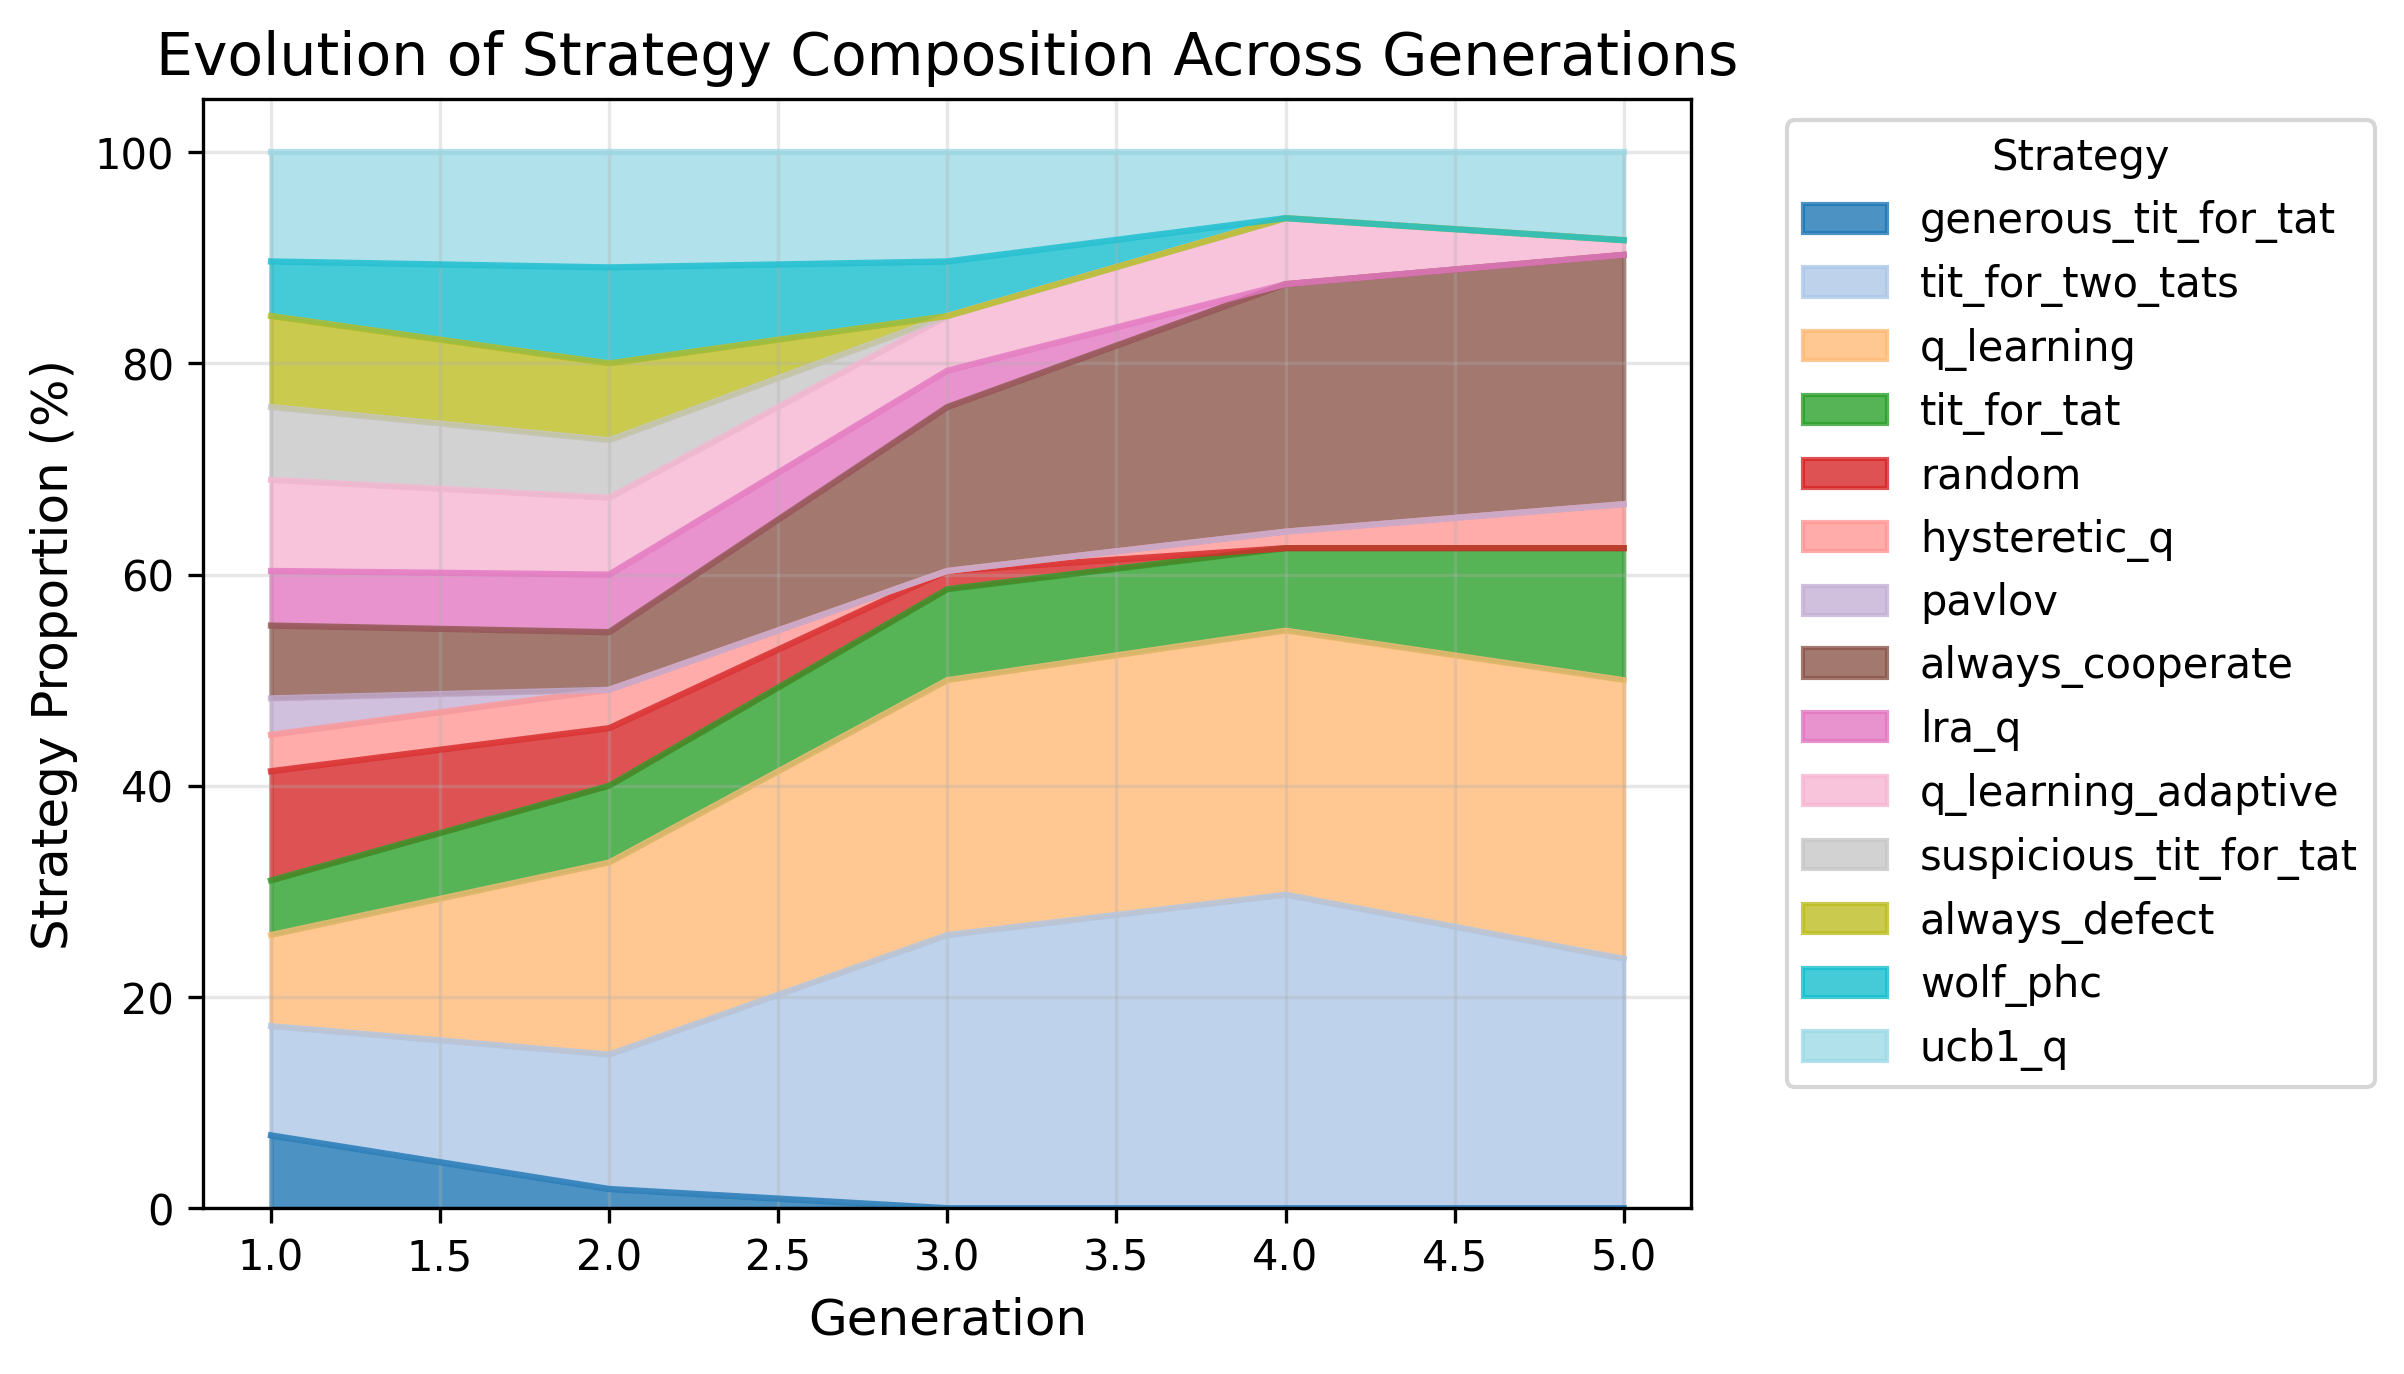 Evolution of Strategy Composition Across Generations
Strategy Proportion (%)
100
80
60
40
20
0
1.0 1.5 2.0 2.5 3.0 3.5 4.0 4.5 5.0
Generation
Strategy
generous_tit_for_tat
tit_for_two_tats
q_learning
tit_for_tat
random
hysteretic_q
pavlov
always_cooperate
lra_q
q_learning_adaptive
suspicious_tit_for_tat
always_defect
wolf_phc
ucb1_q